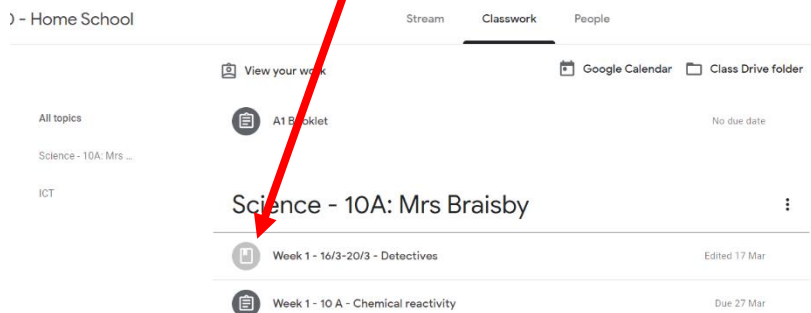 ) - Home School
Stream Classwork People
View your work Google Calendar Class Drive folder
All topics
A1 Booklet No due date
Science - 10A: Mrs ...
ICT
Science - 10A: Mrs Braisby
Week 1 - 16/3-20/3 - Detectives Edited 17 Mar
Week 1 - 10 A - Chemical reactivity Due 27 Mar